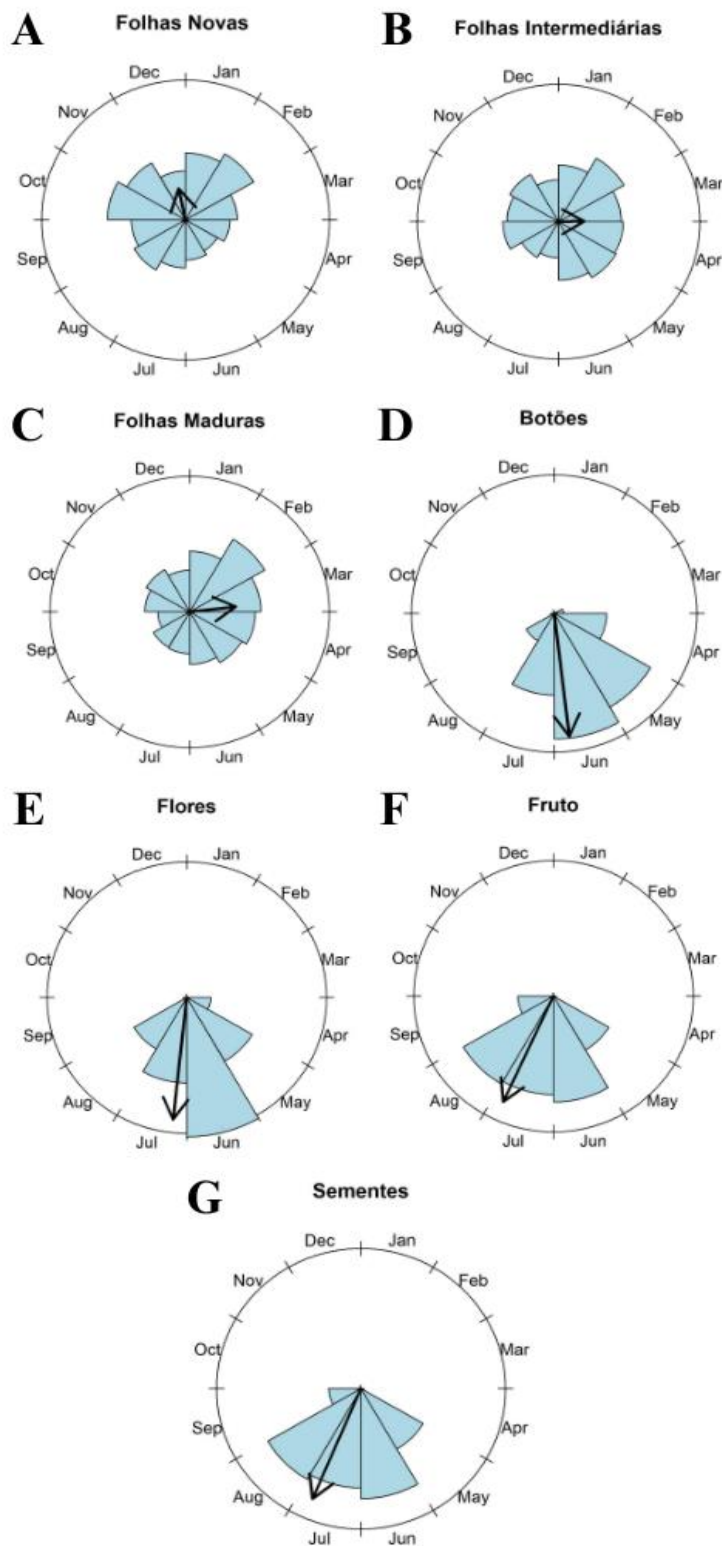 A Folhas Novas
B Folhas Intermediárias
Dec Jan
Nov Feb
Oct Mar
Sep Apr
Aug May
Jul Jun
Dec Jan
Nov Feb
Oct Mar
Sep Apr
Aug May
Jul Jun
C Folhas Maduras
D Botões
Dec Jan
Nov Feb
Oct Mar
Sep Apr
Aug May
Jul Jun
Dec Jan
Nov Feb
Oct Mar
Sep Apr
Aug May
Jul Jun
E Flores
F Fruto
Dec Jan
Nov Feb
Oct Mar
Sep Apr
Aug May
Jul Jun
Dec Jan
Nov Feb
Oct Mar
Sep Apr
Aug May
Jul Jun
G Sementes
Dec Jan
Nov Feb
Oct Mar
Sep Apr
Aug May
Jul Jun